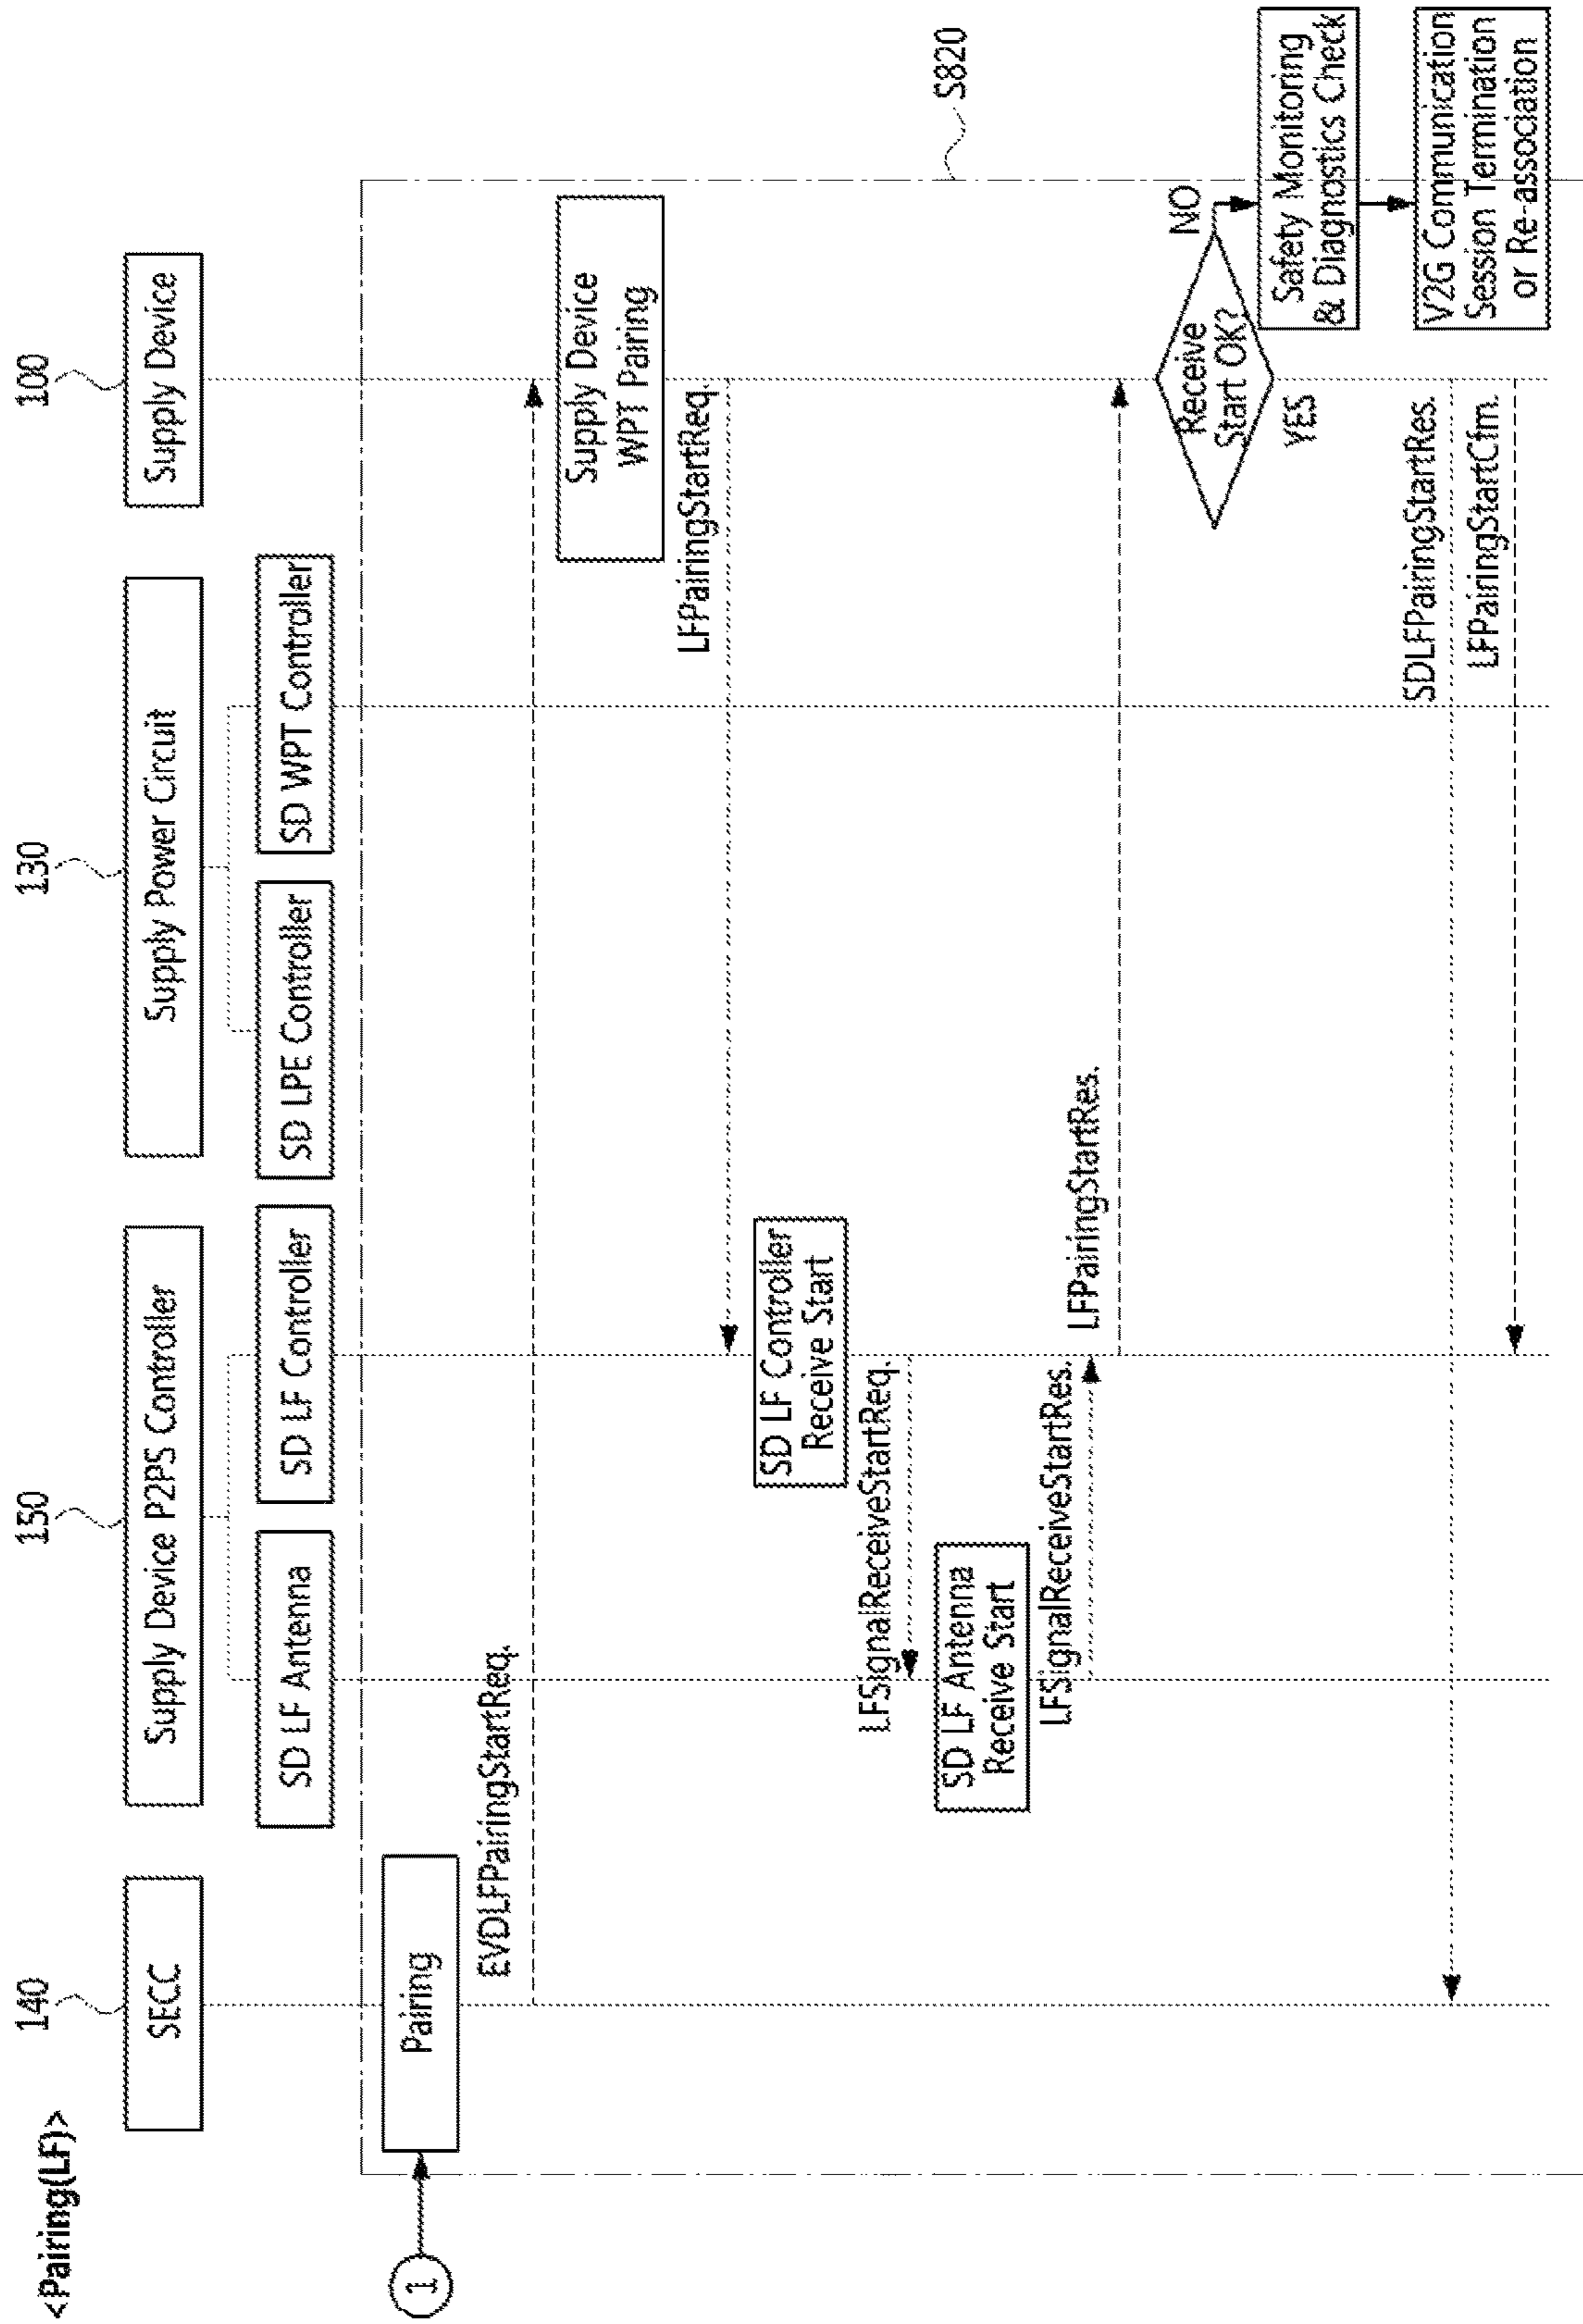 <Pairing(LF)>
140
150
130
100
SECC
Supply Device P2PS Controller
Supply Power Circuit
Supply Device
SD LF Antenna
SD LF Controller
SD LPE Controller
SD WPT Controller
1
Pairing
S820
EVDLFPairingStartReq.
Supply Device
WPT Pairing
LFPairingStartReq.
SD LF Controller
Receive Start
LFSignalReceiveStartReq.
SD LF Antenna
Receive Start
LFSignalReceiveStartRes.
LFPairingStartRes.
Receive
Start OK?
NO
YES
Safety Monitoring
& Diagnostics Check
V2G Communication
Session Termination
or Re-association
SDLFPairingStartRes.
LFPairingStartCfm.